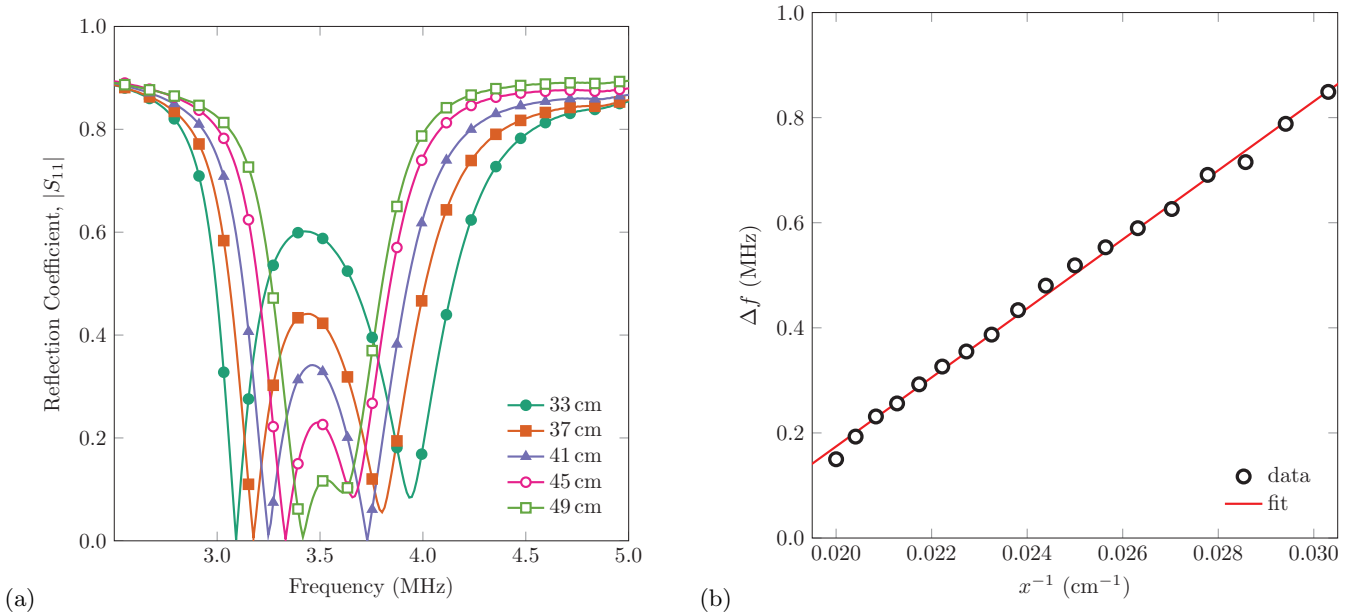 1.0
0.8
0.6
0.4
0.2
0.0
3.0 3.5 4.0 4.5 5.0
Reflection Coefficient, |S₁₁|
Frequency (MHz)
33 cm
37 cm
41 cm
45 cm
49 cm
(a)
1.0
0.8
0.6
0.4
0.2
0.0
0.020 0.022 0.024 0.026 0.028 0.030
Δf (MHz)
x⁻¹ (cm⁻¹)
data
fit
(b)